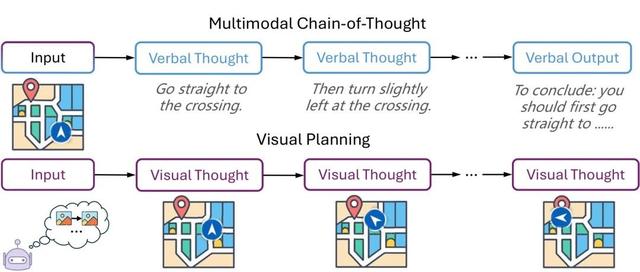 Multimodal Chain-of-Thought
Input
Verbal Thought
Verbal Thought
...
Verbal Output
Go straight to
the crossing.
Then turn slightly
left at the crossing.
To conclude: you
should first go
straight to ......
Visual Planning
Input
Visual Thought
Visual Thought
...
Visual Thought
...